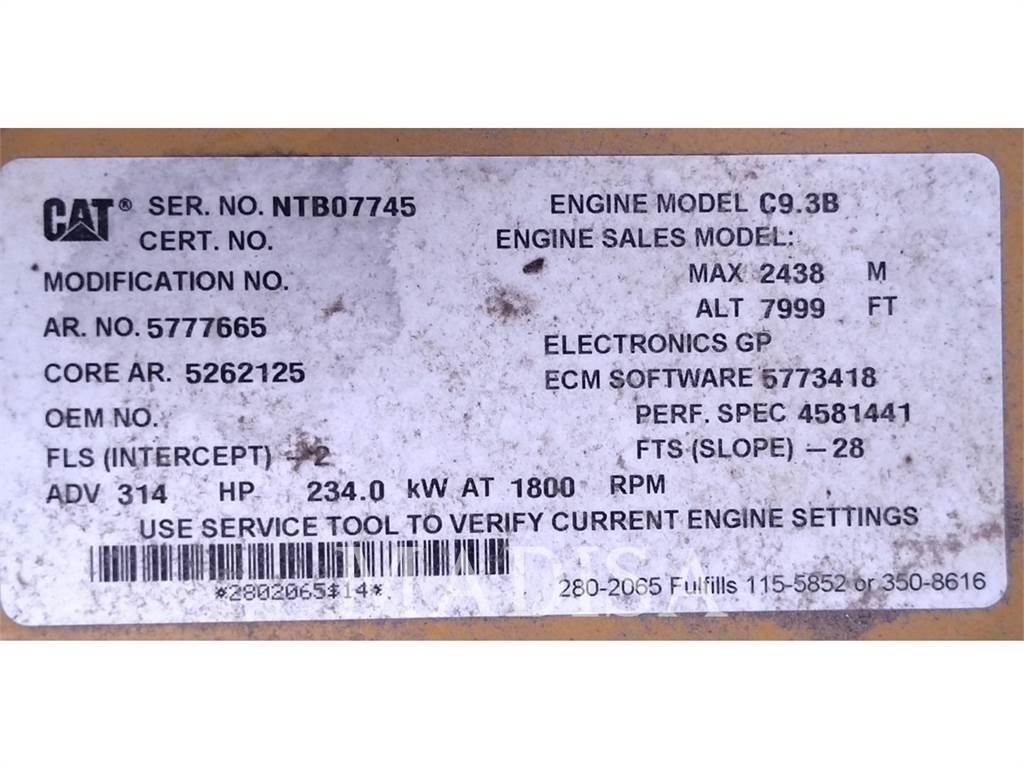 CAT® SER. NO. NTB07745 ENGINE MODEL C9.3B
CERT. NO. ENGINE SALES MODEL:
MODIFICATION NO. MAX 2438 M
ALT 7999 FT
AR. NO. 5777665
ELECTRONICS GP
CORE AR. 5262125 ECM SOFTWARE 5773418
OEM NO. PERF. SPEC 4581441
FLS (INTERCEPT) -2 FTS (SLOPE) -28
ADV 314 HP 234.0 kW AT 1800 RPM
USE SERVICE TOOL TO VERIFY CURRENT ENGINE SETTINGS
*2802065$14* 280-2065 Fulfills 115-5852 or 350-8616
MADISA